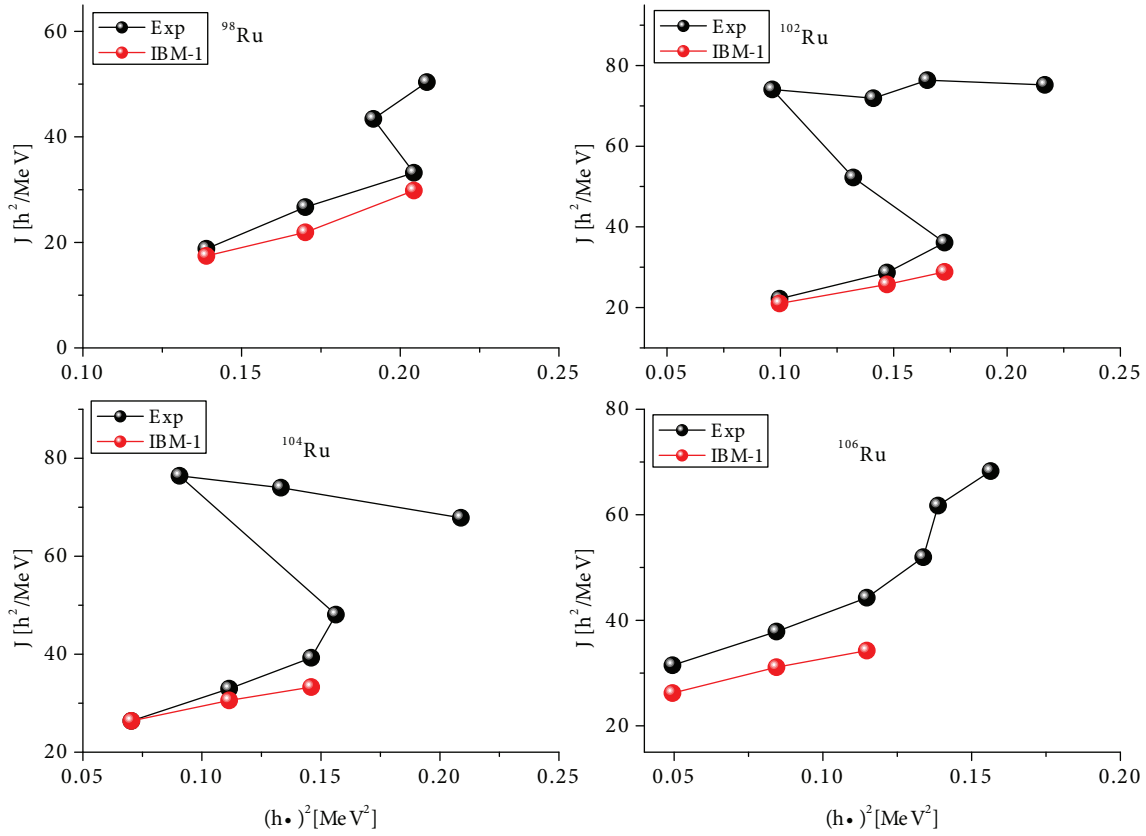 Exp
IBM-1
⁹⁸Ru
60
40
20
0
J [h²/MeV]
0.10 0.15 0.20 0.25
Exp
IBM-1
¹⁰²Ru
80
60
40
20
J [h²/MeV]
0.05 0.10 0.15 0.20 0.25
Exp
IBM-1
¹⁰⁴Ru
80
60
40
20
J [h²/MeV]
0.05 0.10 0.15 0.20 0.25
(h•)²[MeV²]
Exp
IBM-1
¹⁰⁶Ru
80
60
40
20
J [h²/MeV]
0.05 0.10 0.15 0.20
(h•)²[MeV²]